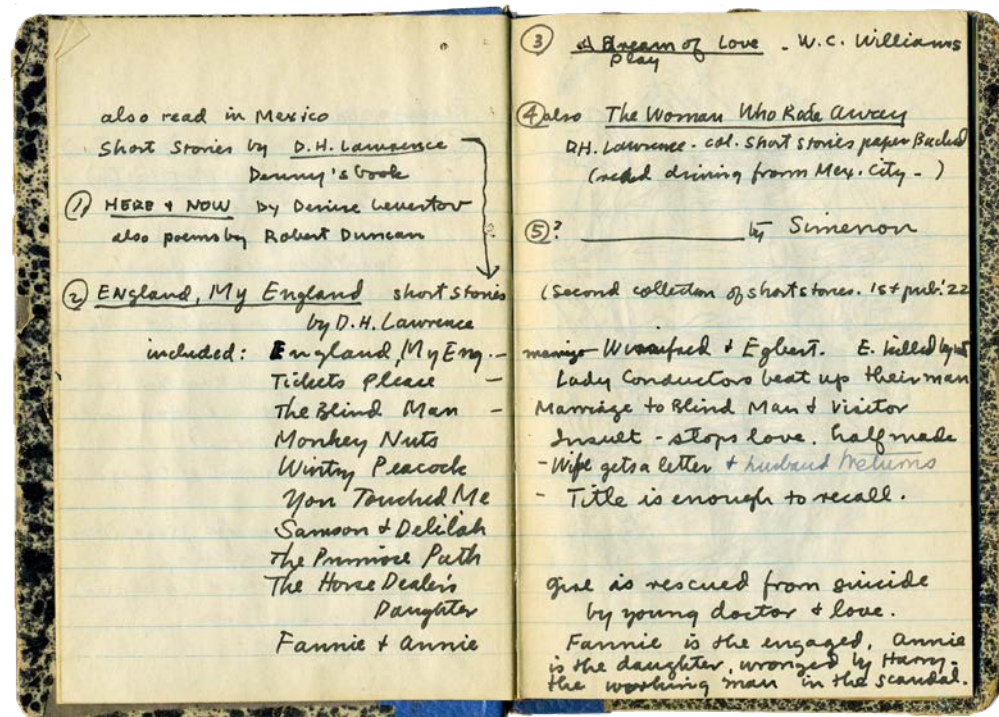 also read in Mexico
Short Stories by D.H. Lawrence
Denny's book
① HERE + NOW by Denise Levertov
also poems by Robert Duncan
② ENgland, My England short stories
by D.H. Lawrence
included: England, My Eng. -
Tickets Please -
The Blind Man -
Monkey Nuts
Wintry Peacock
You Touched Me
Samson + Delilah
The Primrose Path
The Horse Dealer's
Daughter
Fannie + Annie
③ A Dream of Love - W.C. Williams
Play
④ also The Woman Who Rode Away
D.H. Lawrence - col. short stories paper Backed
(read driving from Mex. City - )
⑤? by Simenon
(Second collection of short stories. 1st pub. '22
marriage Winnifred + Egbert. E. killed by
Lady Conductors beat up their man
Marriage to Blind Man + Visitor
Insult - stops love. half made
- Wife gets a letter + husband returns
- Title is enough to recall.
Girl is rescued from suicide
by young doctor + love.
Fannie is the engaged, Annie
is the daughter, wronged by Harry -
the working man in the scandal.